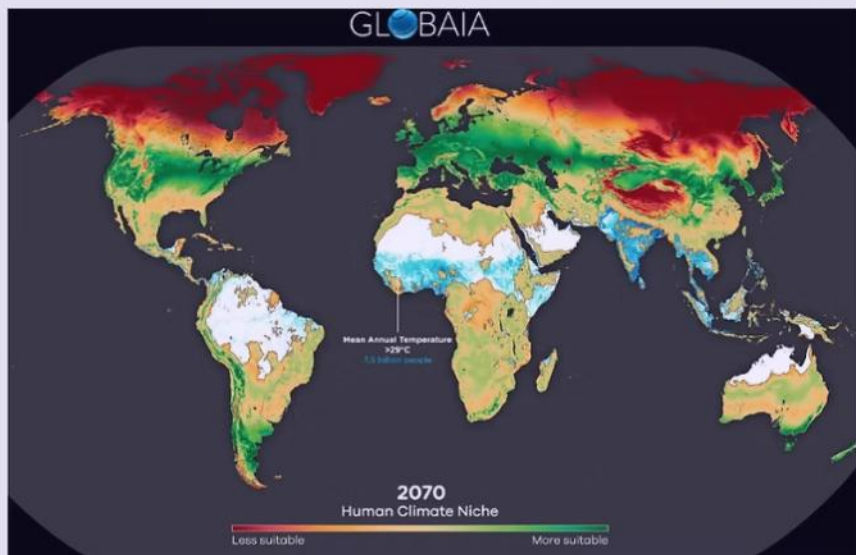 GLOBAIA
Mean Annual Temperature
>29°C
2070
Human Climate Niche
Less suitable
More suitable